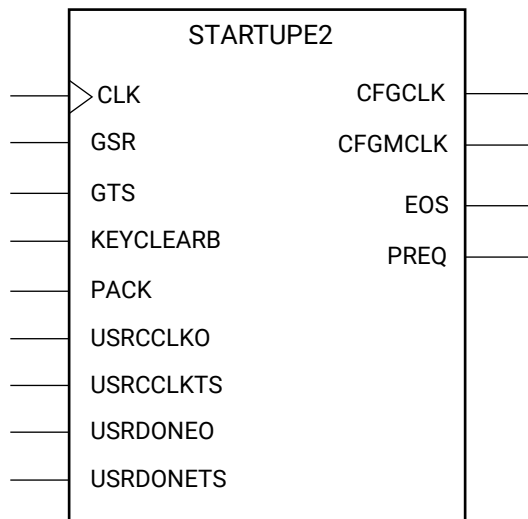 STARTUPE2
CLK
GSR
GTS
KEYCLEARB
PACK
USRCCLKO
USRCCLKTS
USRDONEO
USRDONETS
CFGCLK
CFGMCLK
EOS
PREQ